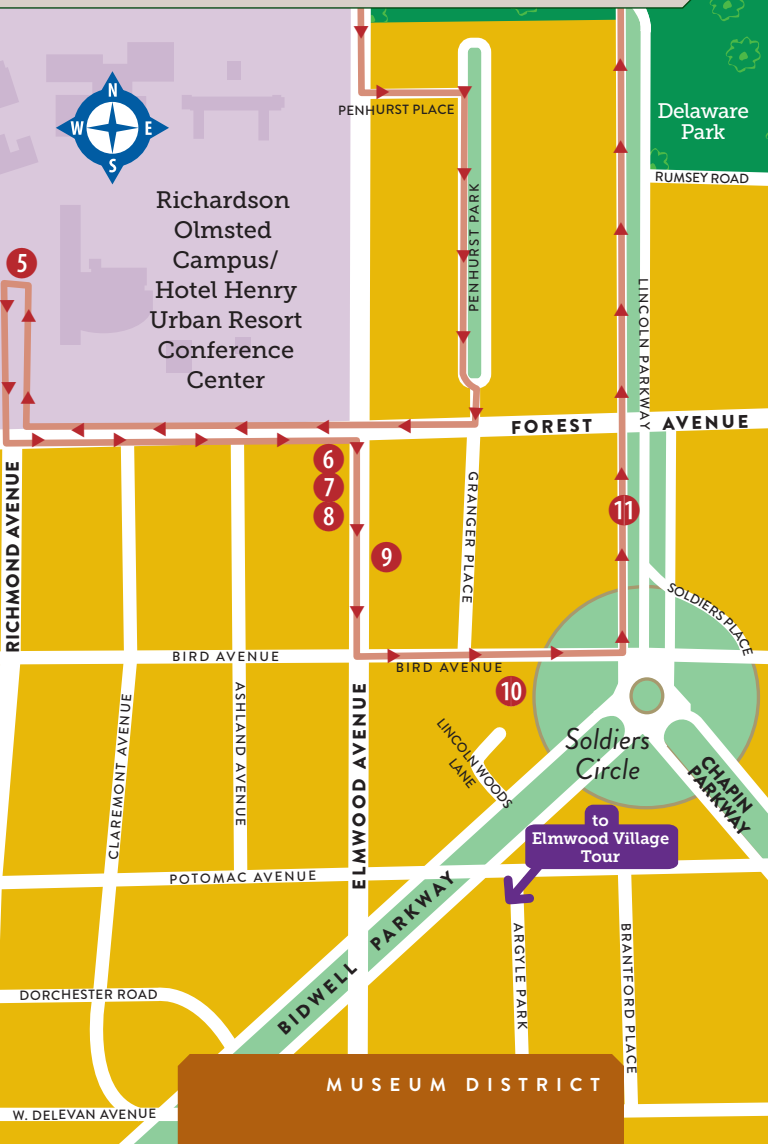 N
W
E
S
PENHURST PLACE
Delaware
Park
RUMSEY ROAD
Richardson
Olmsted
Campus/
Hotel Henry
Urban Resort
Conference
Center
PENHURST PARK
5
LINCOLN PARKWAY
FOREST AVENUE
6
7
8
9
11
RICHMOND AVENUE
GRANGER PLACE
SOLDIERS PLACE
BIRD AVENUE
BIRD AVENUE
10
CLAREMONT AVENUE
ASHLAND AVENUE
ELMWOOD AVENUE
LINCOLN WOODS
LANE
Soldiers
Circle
CHAPIN
PARKWAY
to
Elmwood Village
Tour
POTOMAC AVENUE
BIDWELL PARKWAY
ARGYLE PARK
BRANTFORD PLACE
DORCHESTER ROAD
MUSEUM DISTRICT
W. DELEVAN AVENUE